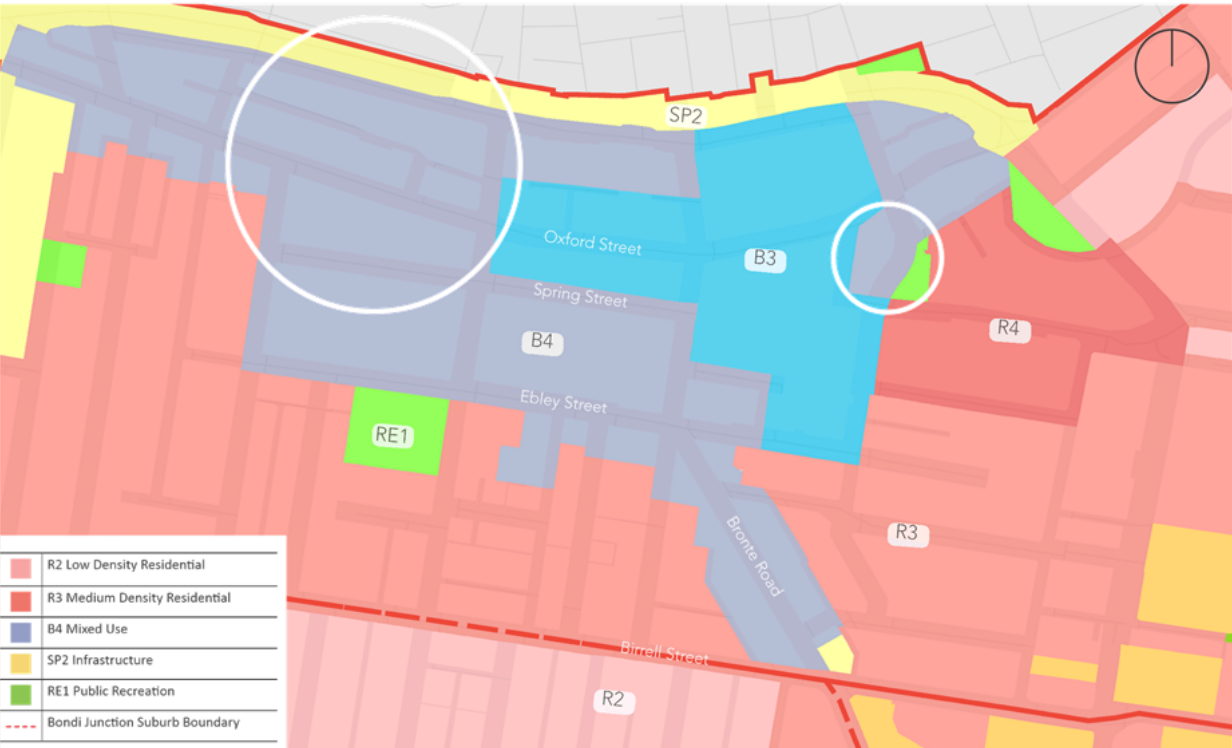 SP2
Oxford Street
B3
Spring Street
R4
B4
Ebley Street
RE1
R3
Bronte Road
Birrell Street
R2
R2 Low Density Residential
R3 Medium Density Residential
B4 Mixed Use
SP2 Infrastructure
RE1 Public Recreation
Bondi Junction Suburb Boundary